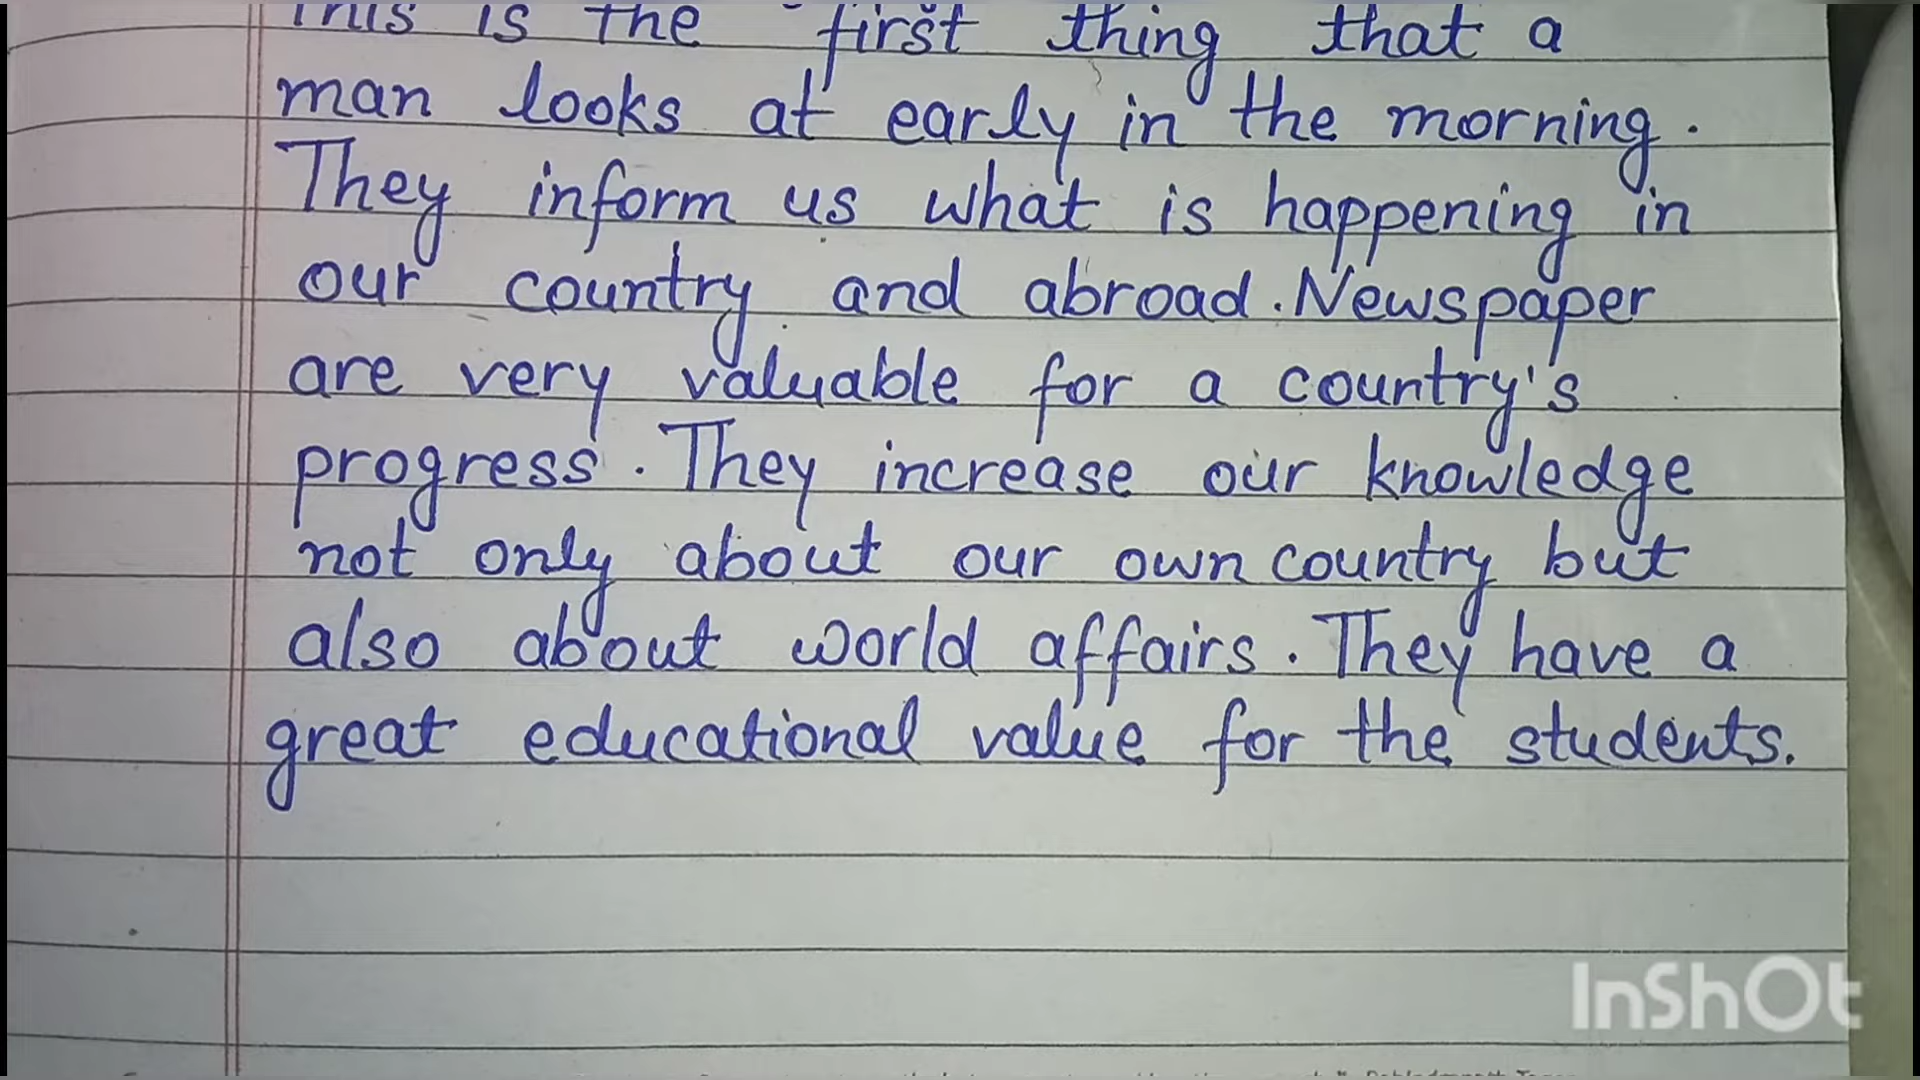 This is the first thing that a
man looks at early in the morning.
They inform us what is happening in
our country and abroad. Newspaper
are very valuable for a country's
progress. They increase our knowledge
not only about our own country but
also about world affairs. They have a
great educational value for the students.
InShOt